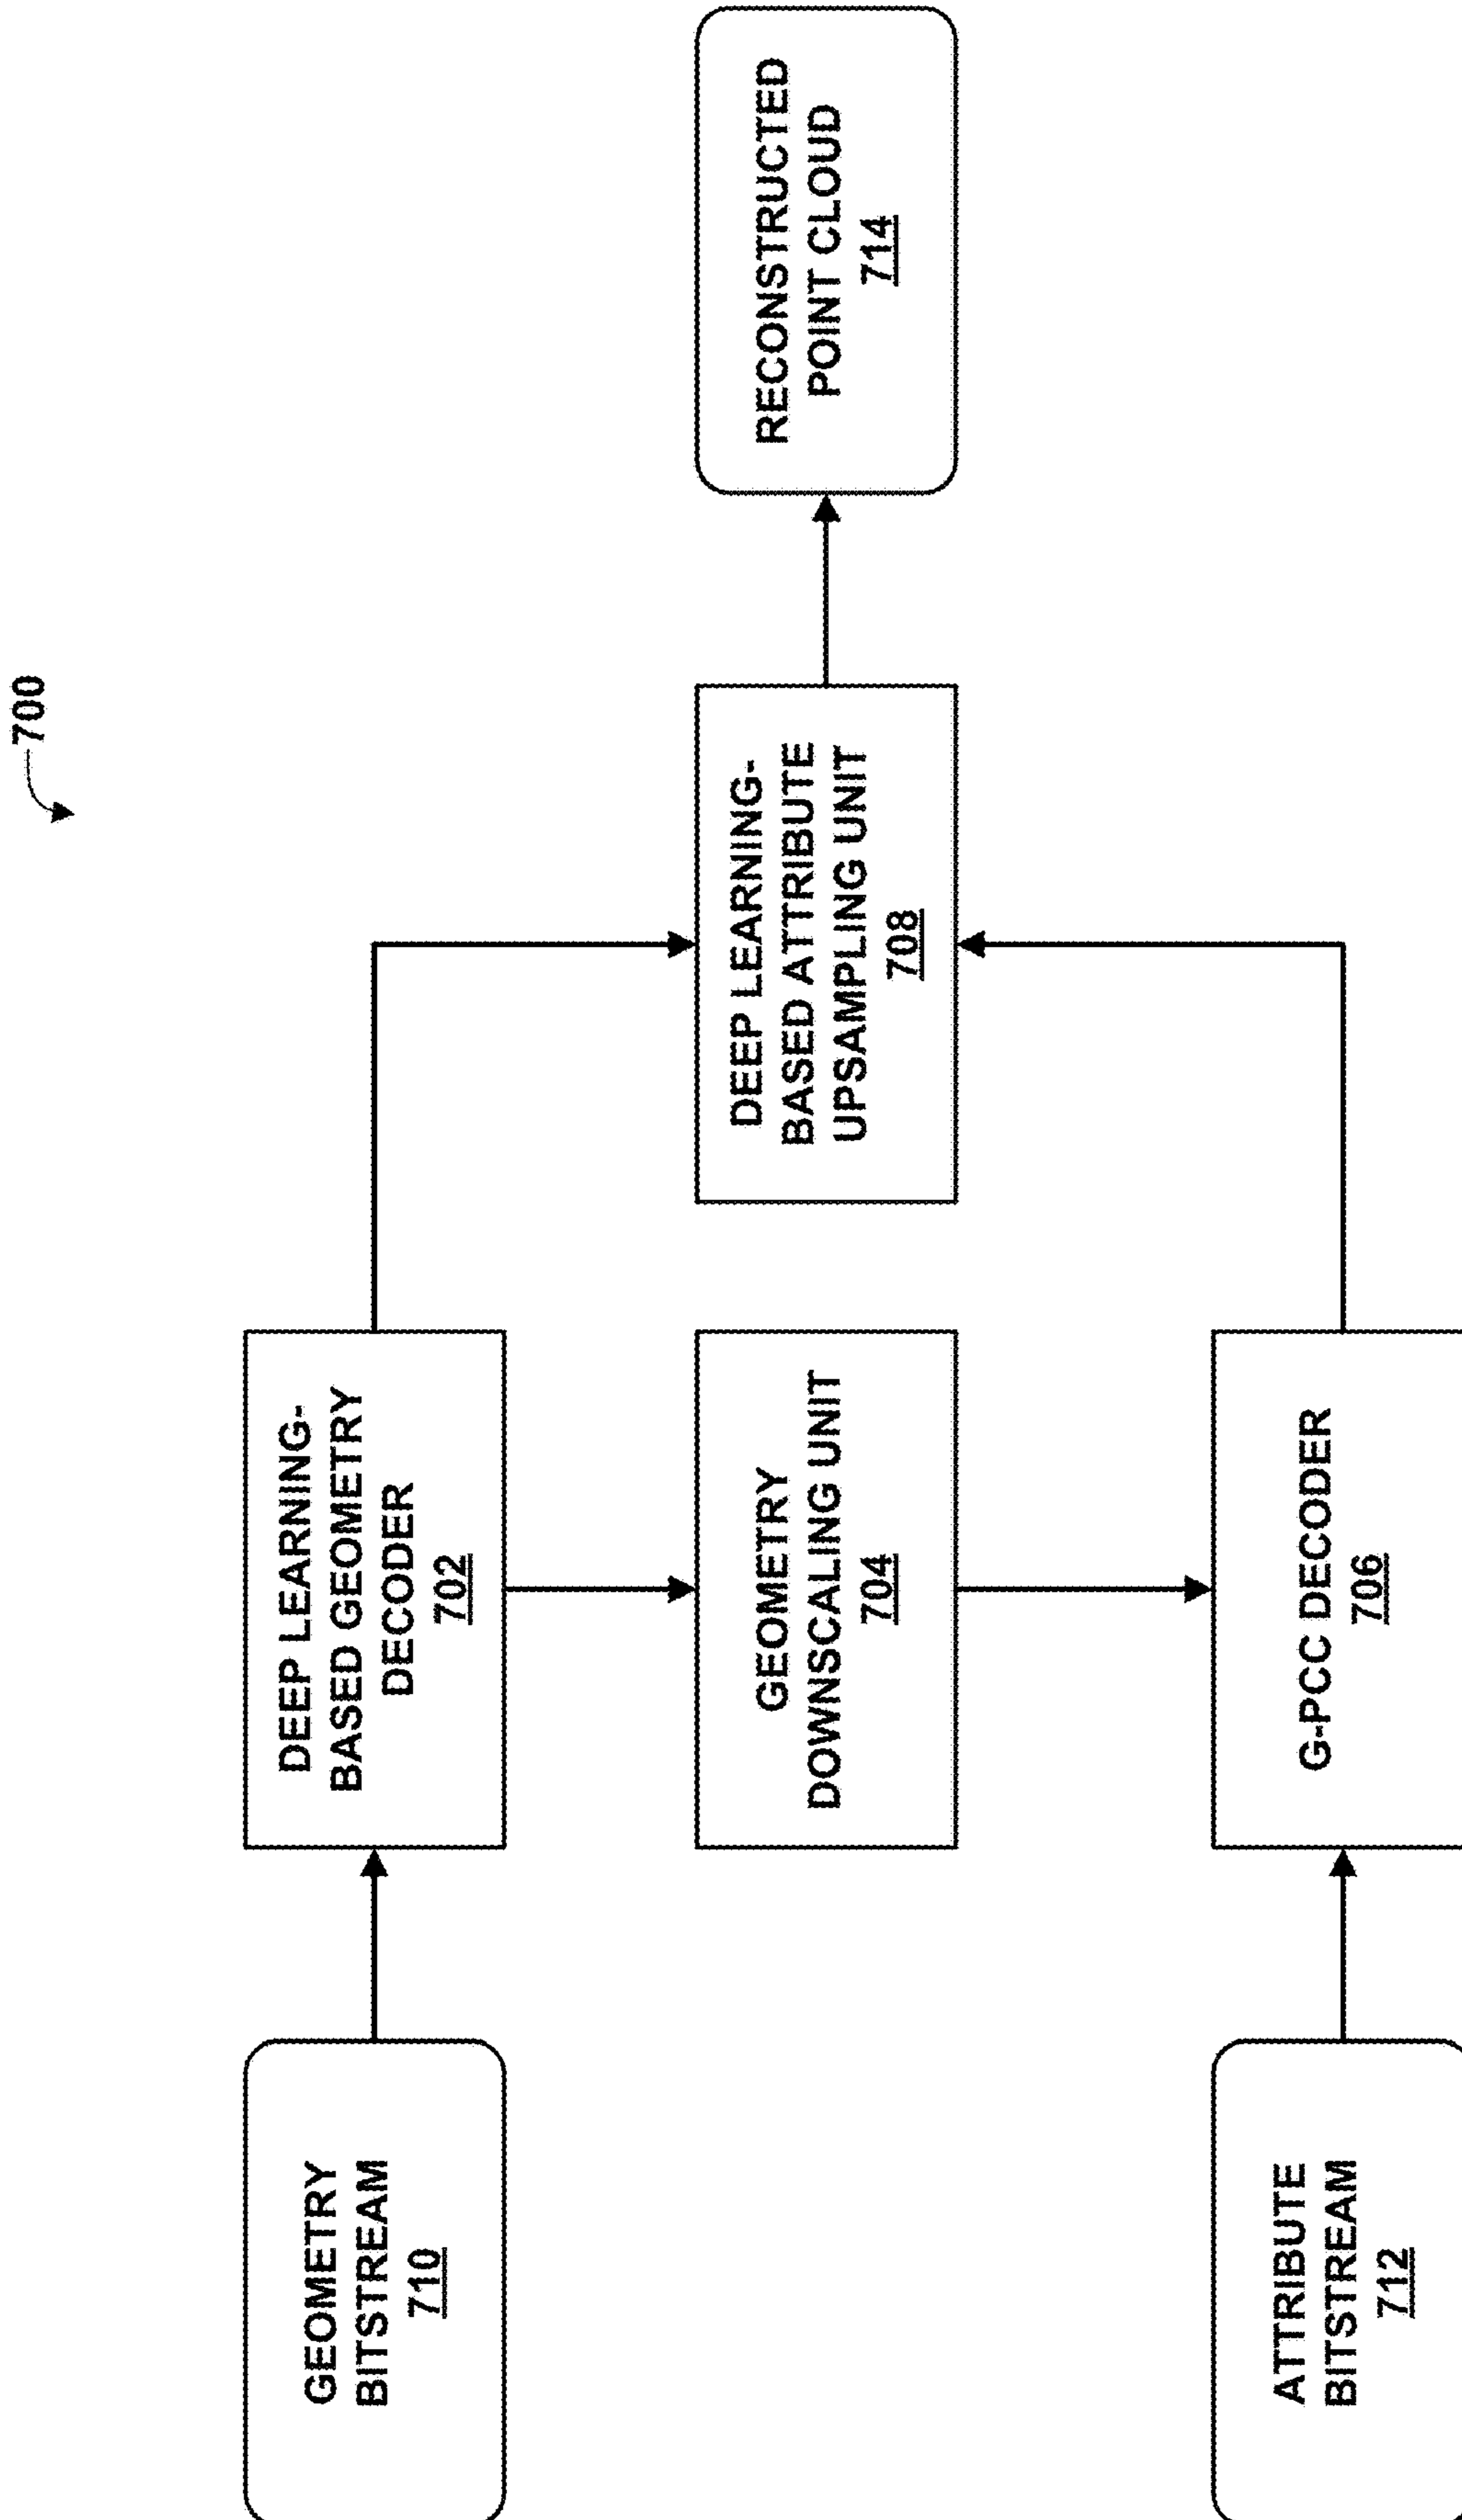 700
GEOMETRY
BITSTREAM
710
DEEP LEARNING-
BASED GEOMETRY
DECODER
702
GEOMETRY
DOWNSCALING UNIT
704
DEEP LEARNING-
BASED ATTRIBUTE
UPSAMPLING UNIT
708
RECONSTRUCTED
POINT CLOUD
714
ATTRIBUTE
BITSTREAM
712
G-PCC DECODER
706